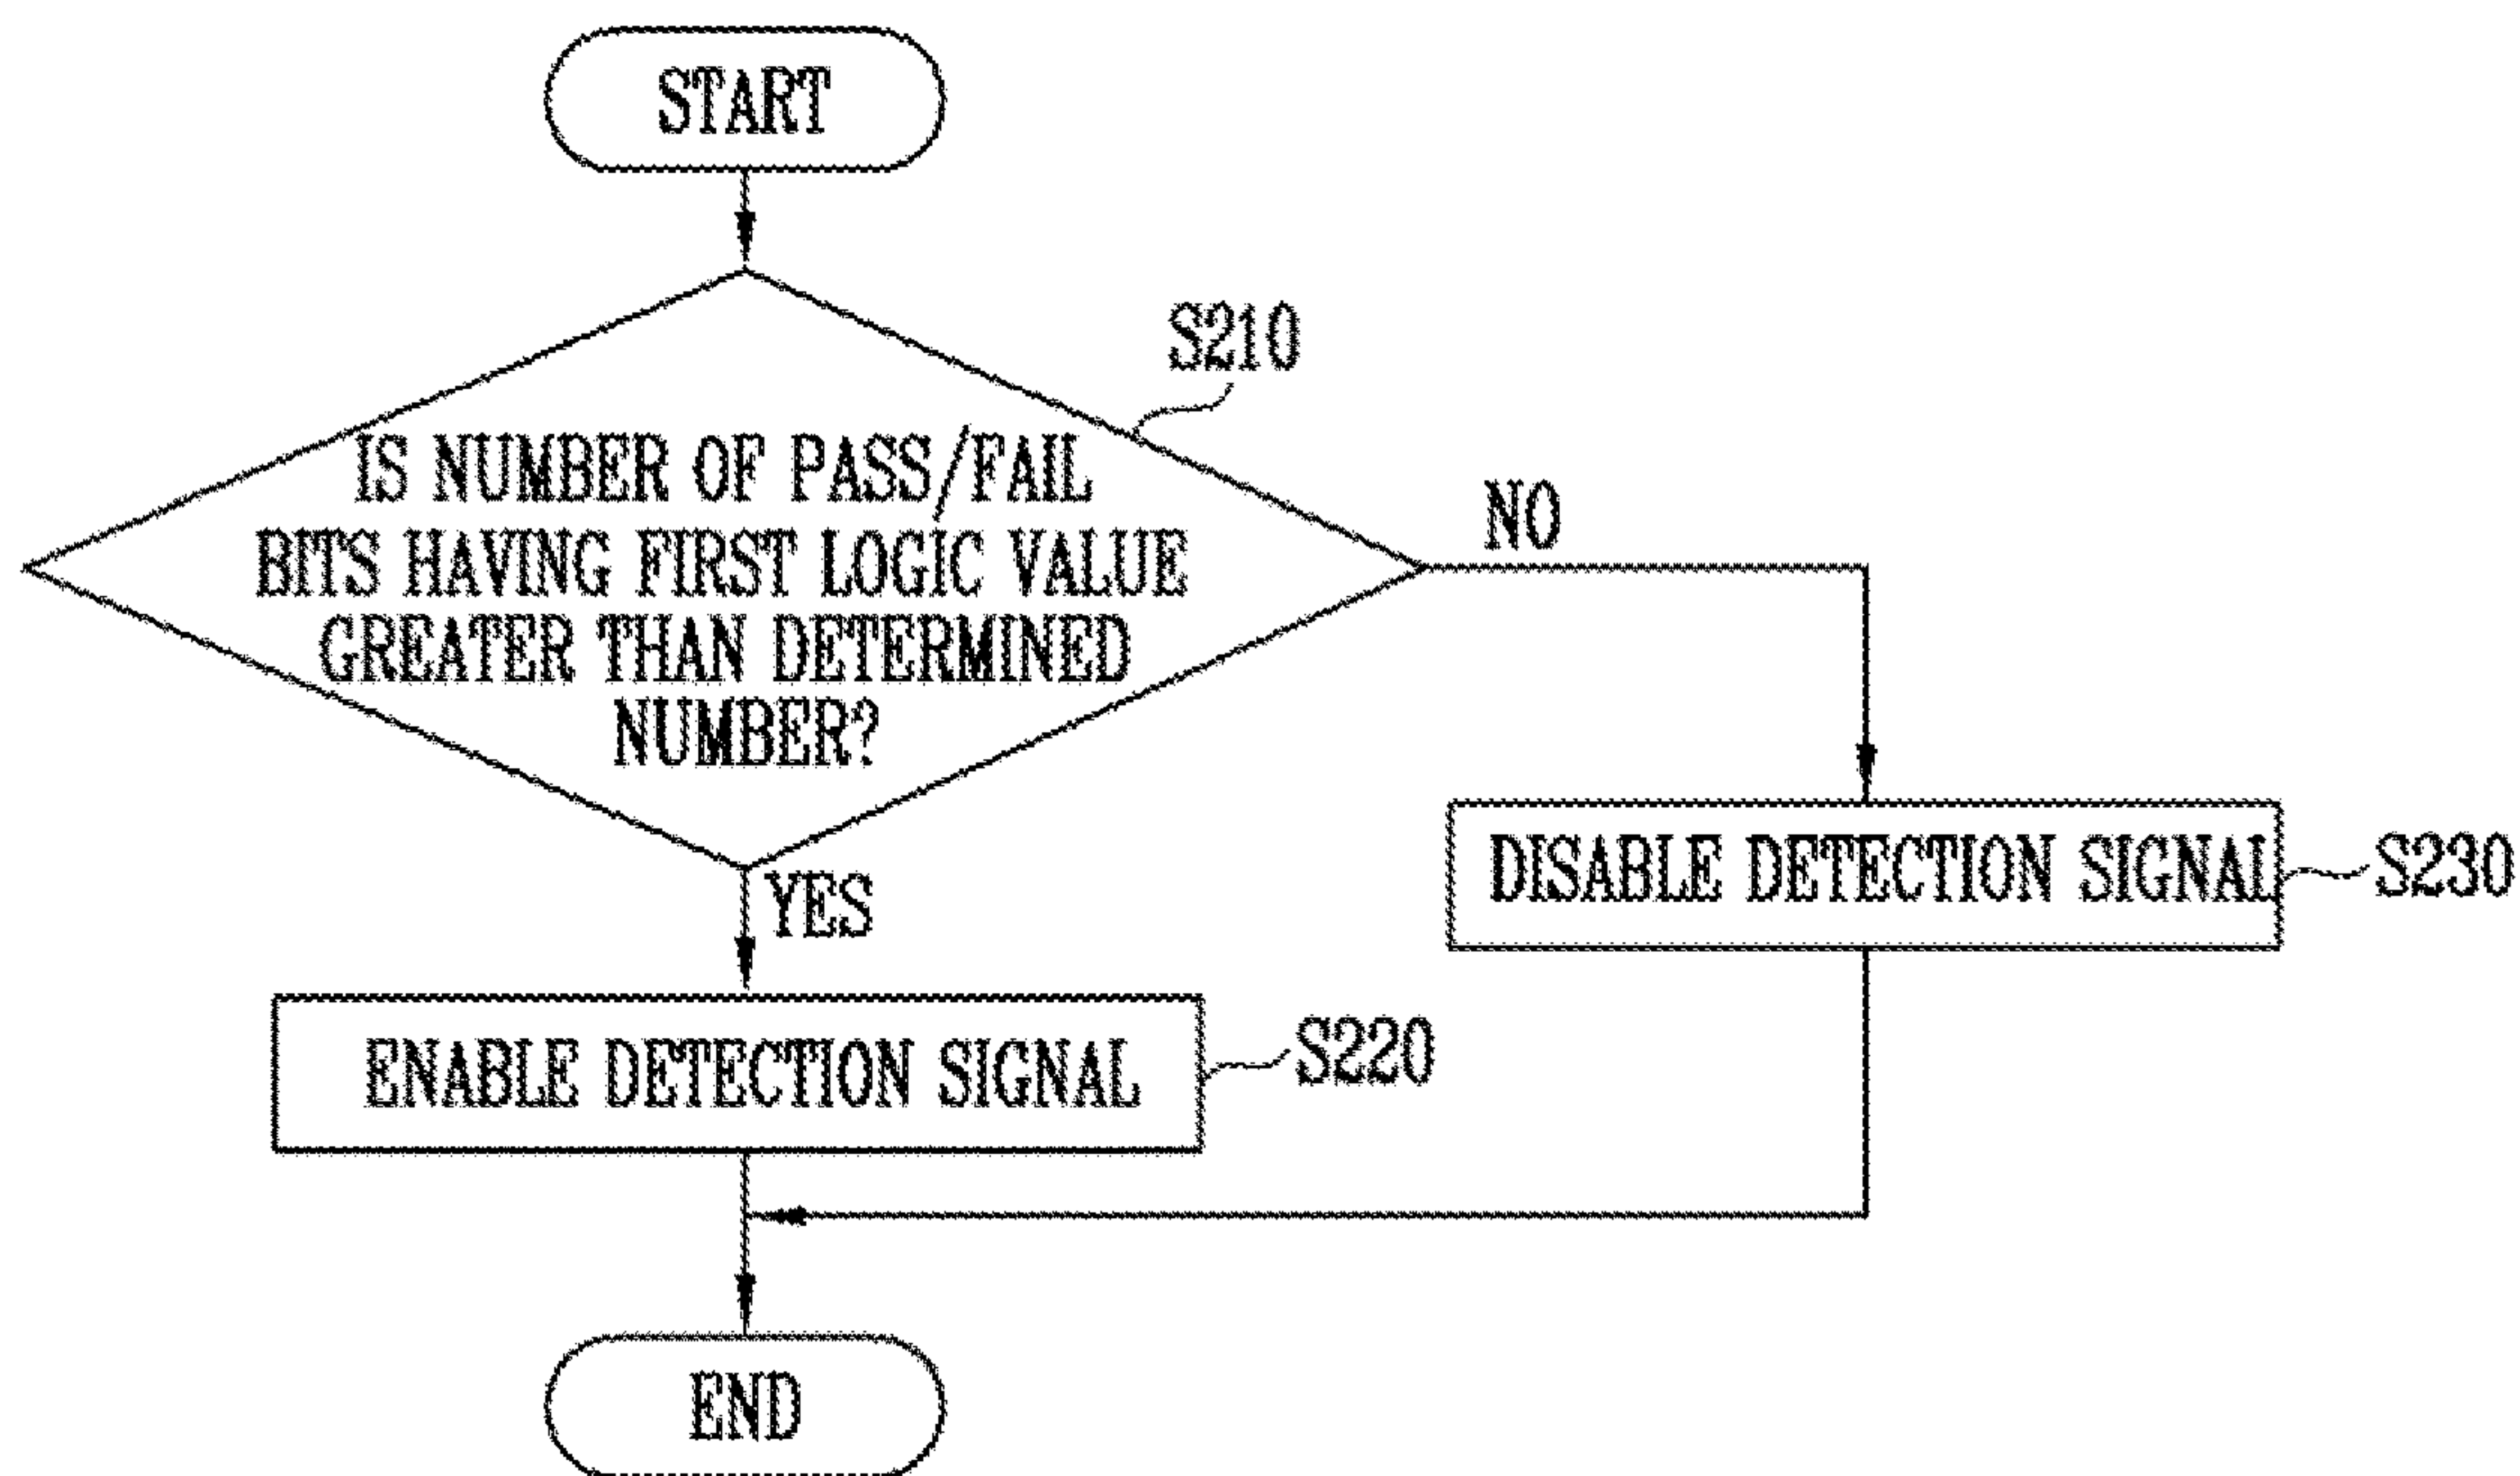 START
S210
IS NUMBER OF PASS/FAIL
BITS HAVING FIRST LOGIC VALUE
GREATER THAN DETERMINED
NUMBER?
NO
YES
DISABLE DETECTION SIGNAL
S230
ENABLE DETECTION SIGNAL
S220
END